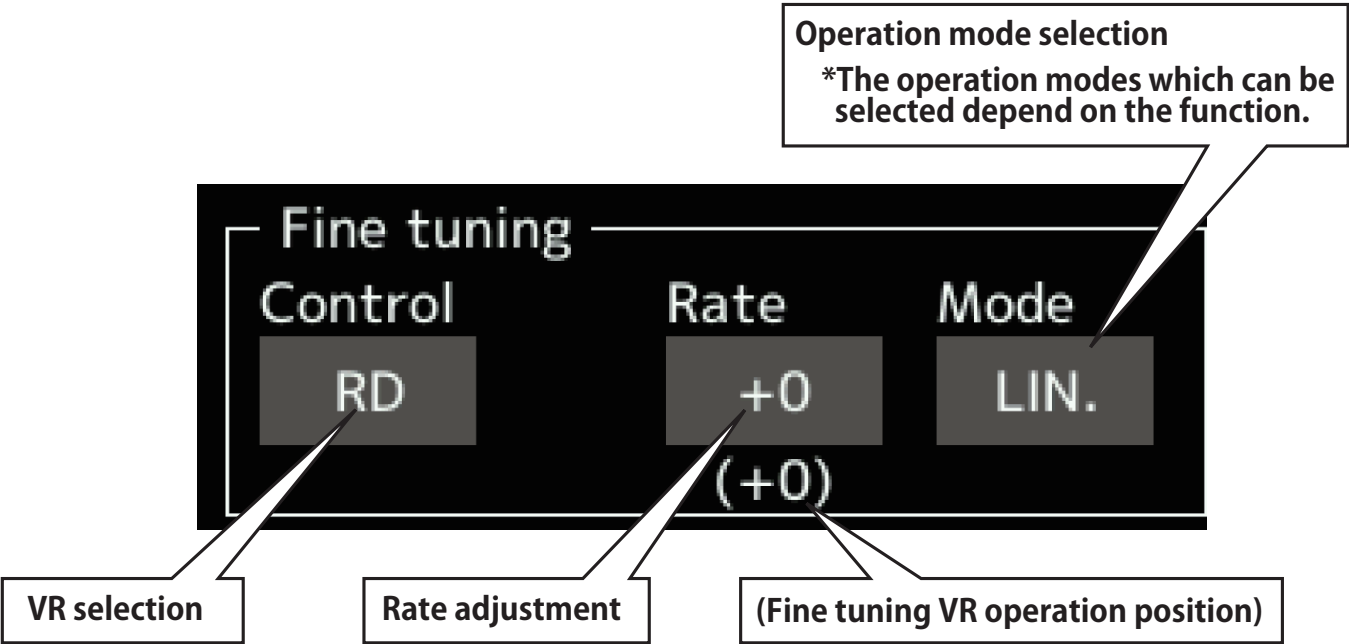 Operation mode selection
*The operation modes which can be
selected depend on the function.
Fine tuning
Control Rate Mode
RD +0 LIN.
(+0)
VR selection Rate adjustment (Fine tuning VR operation position)